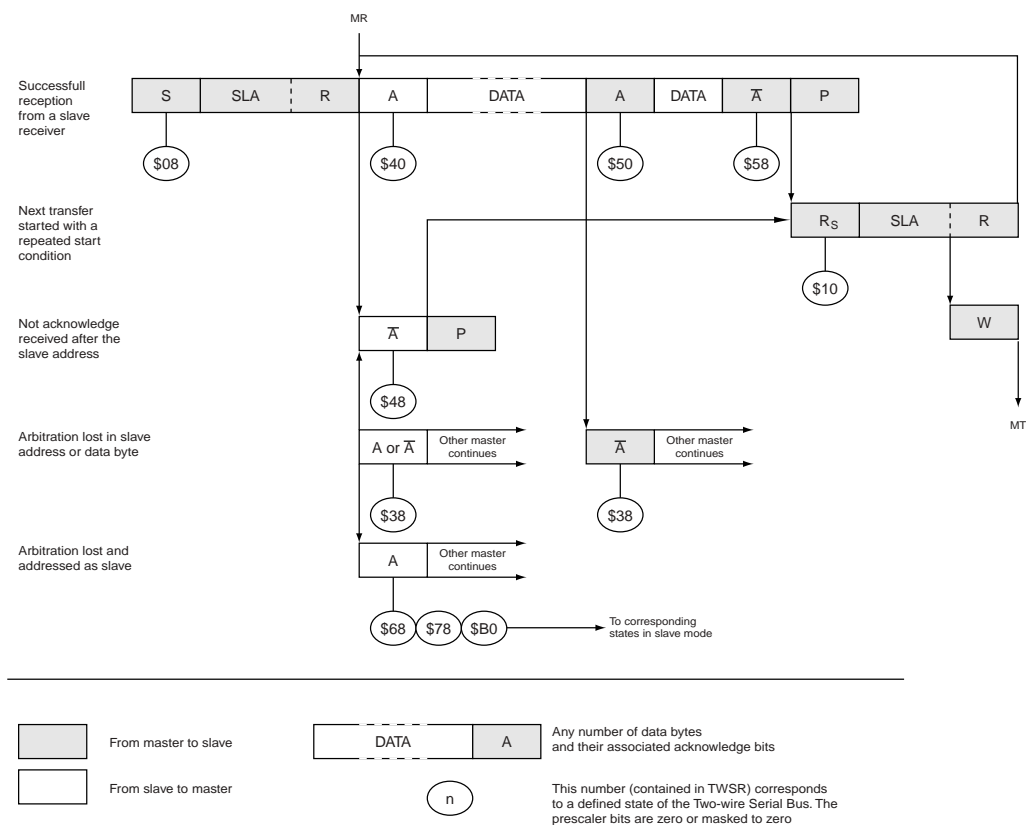 MR
Successfull
reception
from a slave
receiver
S SLA R A DATA A DATA A̅ P
$08 $40 $50 $58
Next transfer
started with a
repeated start
condition
RS SLA R
$10
Not acknowledge
received after the
slave address
A̅ P
W
$48
MT
Arbitration lost in slave
address or data byte
A or A̅
Other master
continues
A̅
Other master
continues
$38 $38
Arbitration lost and
addressed as slave
A
Other master
continues
$68 $78 $B0
To corresponding
states in slave mode
From master to slave
DATA A
Any number of data bytes
and their associated acknowledge bits
From slave to master
n
This number (contained in TWSR) corresponds
to a defined state of the Two-wire Serial Bus. The
prescaler bits are zero or masked to zero